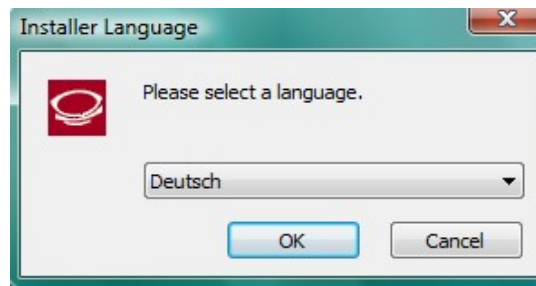 Installer Language
Please select a language.
Deutsch
OK
Cancel